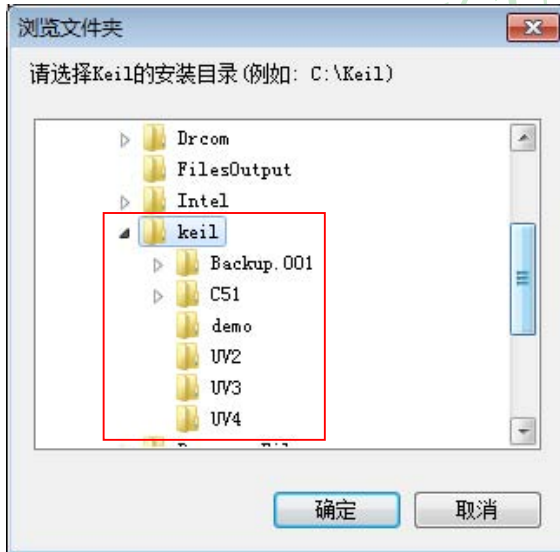 浏览文件夹
请选择Keil的安装目录(例如: C:\Keil)
Drcom
FilesOutput
Intel
keil
Backup.001
C51
demo
UV2
UV3
UV4
确定
取消